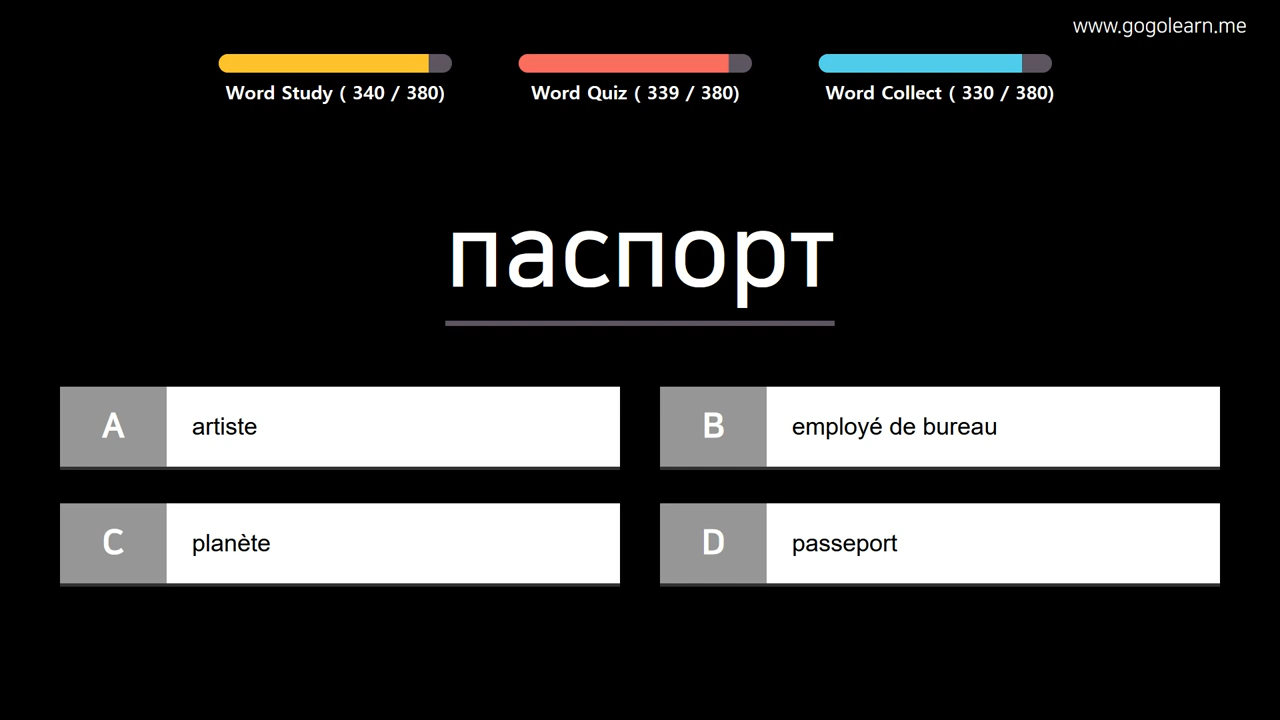 www.gogolearn.me
Word Study ( 340 / 380)
Word Quiz ( 339 / 380)
Word Collect ( 330 / 380)
паспорт
A artiste
B employé de bureau
C planète
D passeport